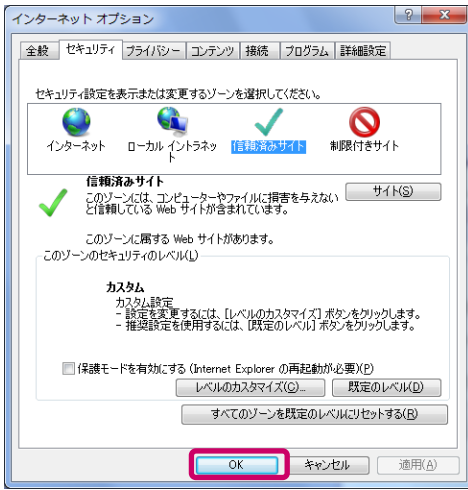 インターネット オプション
全般 セキュリティ プライバシー コンテンツ 接続 プログラム 詳細設定
セキュリティ設定を表示または変更するゾーンを選択してください。
インターネット ローカル イントラネッ
ト 信頼済みサイト 制限付きサイト
信頼済みサイト
このゾーンには、コンピューターやファイルに損害を与えない
と信頼している Web サイトが含まれています。
サイト(S)
このゾーンに属する Web サイトがあります。
このゾーンのセキュリティのレベル(L)
カスタム
カスタム設定
- 設定を変更するには、[レベルのカスタマイズ] ボタンをクリックします。
- 推奨設定を使用するには、[既定のレベル] ボタンをクリックします。
保護モードを有効にする (Internet Explorer の再起動が必要)(P)
レベルのカスタマイズ(C)... 既定のレベル(D)
すべてのゾーンを既定のレベルにリセットする(R)
OK キャンセル 適用(A)